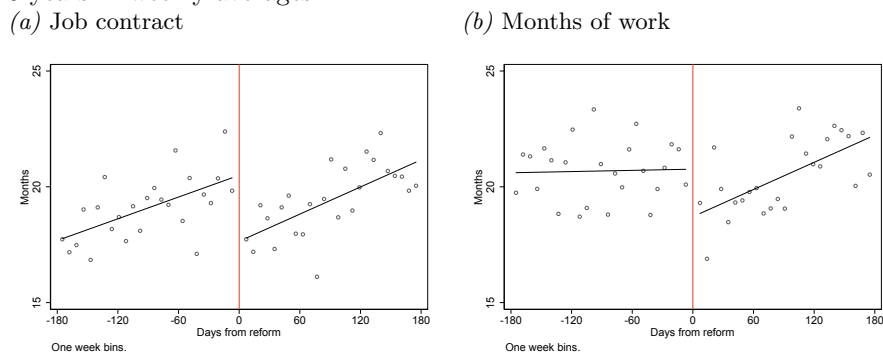 (a) Job contract
(b) Months of work
25
20
15
Months
-180
-120
-60
0
60
120
180
Days from reform
One week bins.
25
20
15
Months
-180
-120
-60
0
60
120
180
Days from reform
One week bins.